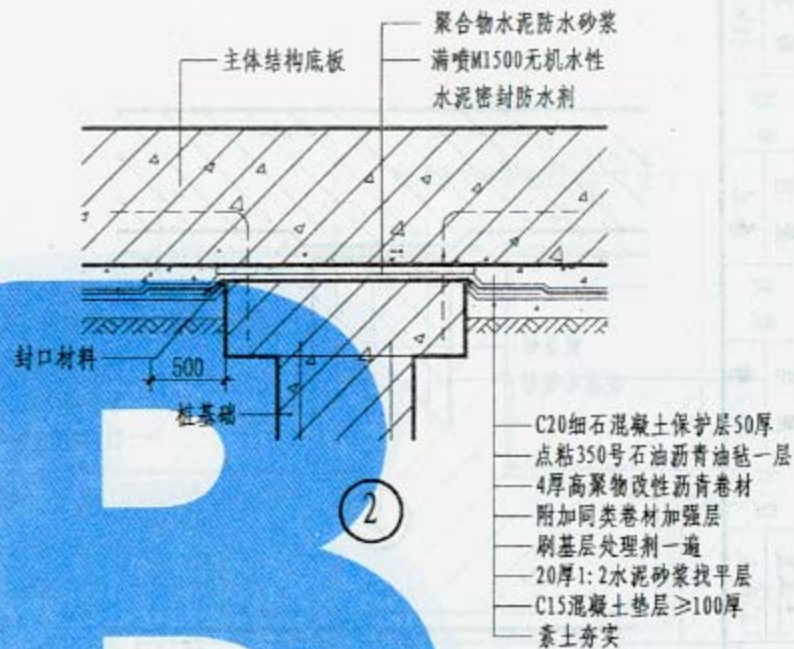 聚合物水泥防水砂浆
主体结构底板
满喷M1500无机水性
水泥密封防水剂
封口材料
500
桩基础
2
C20细石混凝土保护层50厚
点粘350号石油沥青油毡一层
4厚高聚物改性沥青卷材
附加同类卷材加强层
刷基层处理剂一遍
20厚1:2水泥砂浆找平层
C15混凝土垫层≥100厚
素土夯实
B